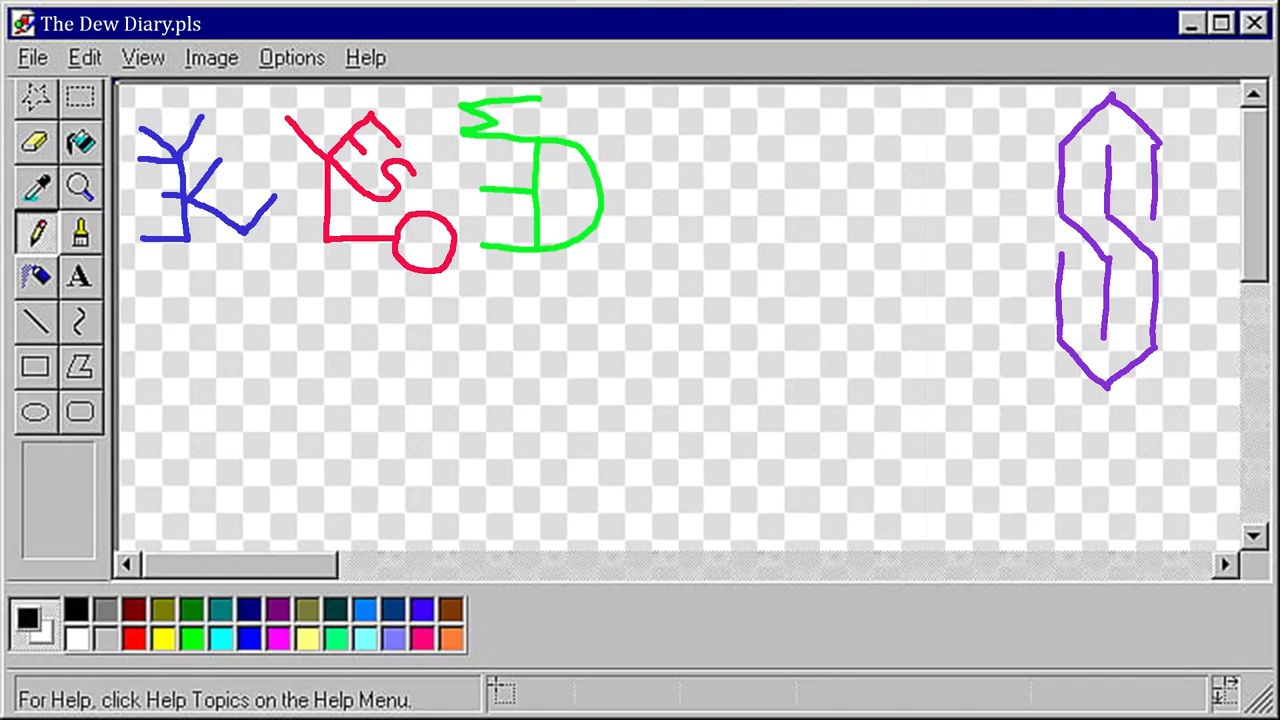 The Dew Diary.pls
File Edit View Image Options Help
A
For Help, click Help Topics on the Help Menu.